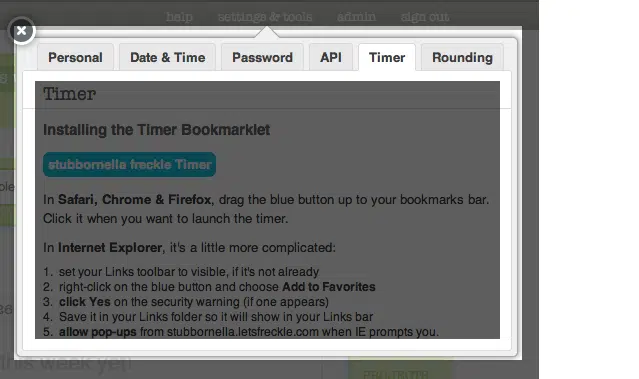 help settings & tools admin sign out
Personal Date & Time Password API Timer Rounding
Timer
Installing the Timer Bookmarklet
stubbornella freckle Timer
In Safari, Chrome & Firefox, drag the blue button up to your bookmarks bar.
Click it when you want to launch the timer.
In Internet Explorer, it's a little more complicated:
1. set your Links toolbar to visible, if it's not already
2. right-click on the blue button and choose Add to Favorites
3. click Yes on the security warning (if one appears)
4. Save it in your Links folder so it will show in your Links bar
5. allow pop-ups from stubbornella.letsfreckle.com when IE prompts you.
this week yet!